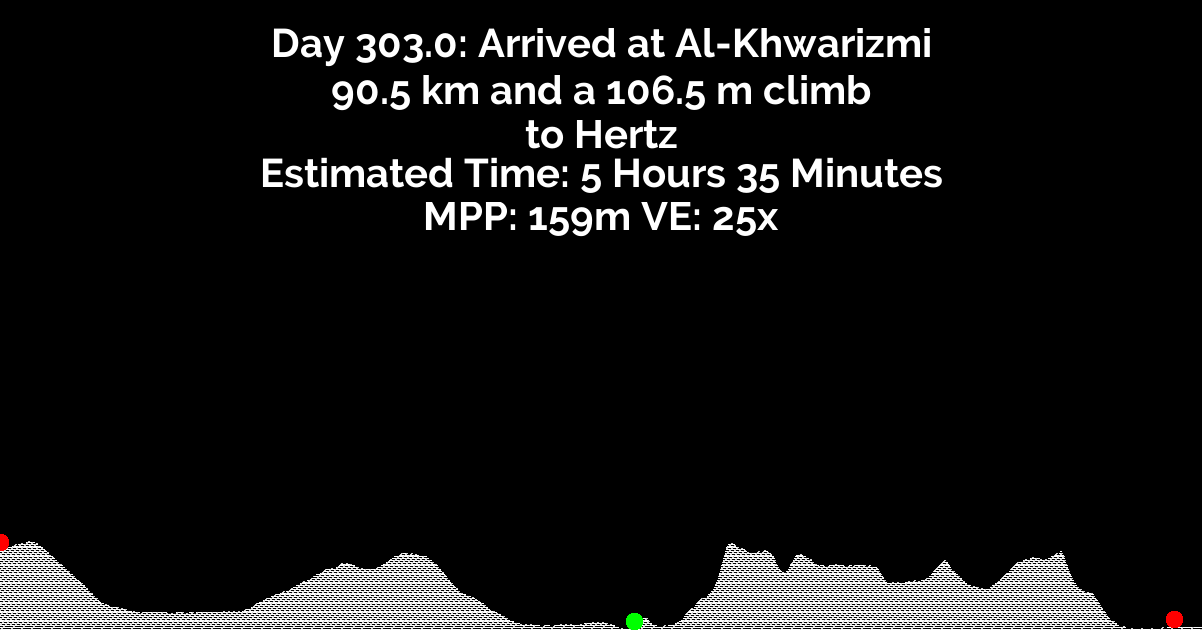 Day 303.0: Arrived at Al-Khwarizmi
90.5 km and a 106.5 m climb
to Hertz
Estimated Time: 5 Hours 35 Minutes
MPP: 159m VE: 25x